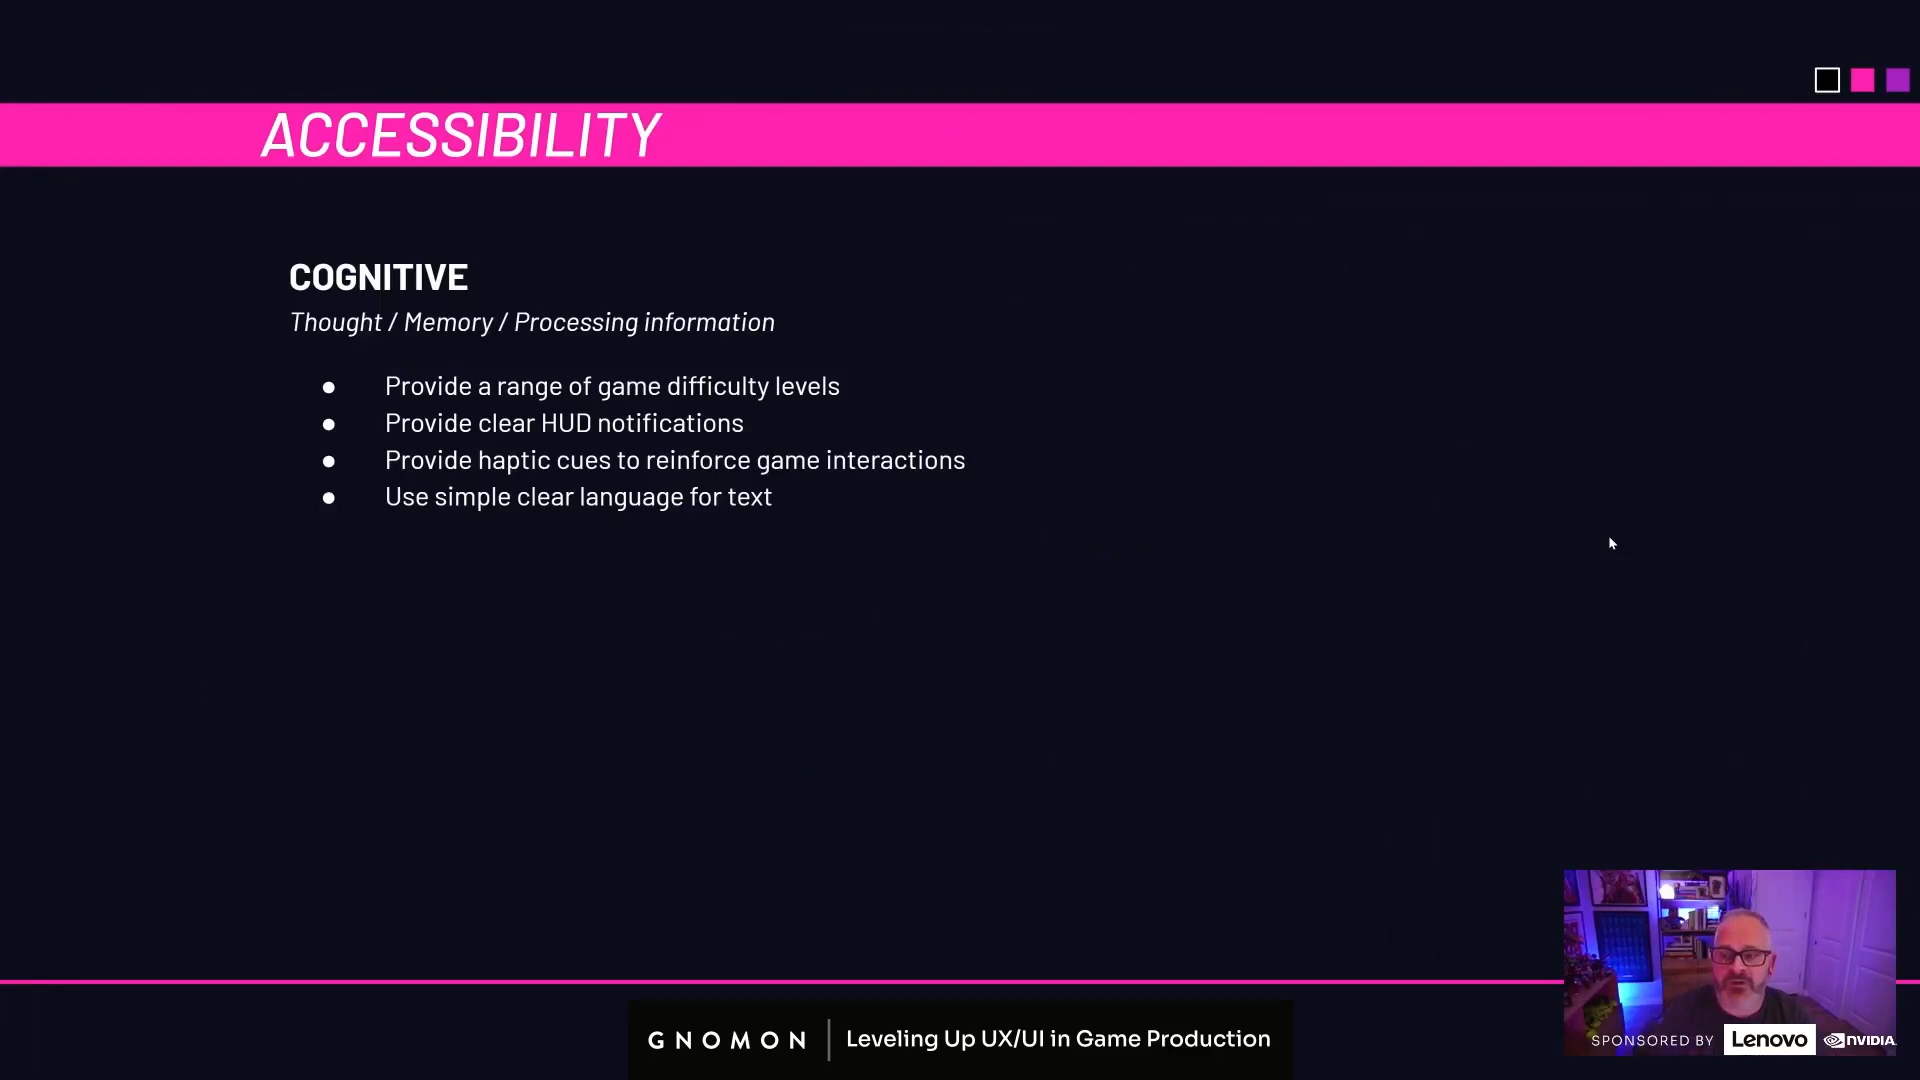 ACCESSIBILITY
COGNITIVE
Thought / Memory / Processing information
● Provide a range of game difficulty levels
● Provide clear HUD notifications
● Provide haptic cues to reinforce game interactions
● Use simple clear language for text
GNOMON | Leveling Up UX/UI in Game Production
SPONSORED BY Lenovo NVIDIA